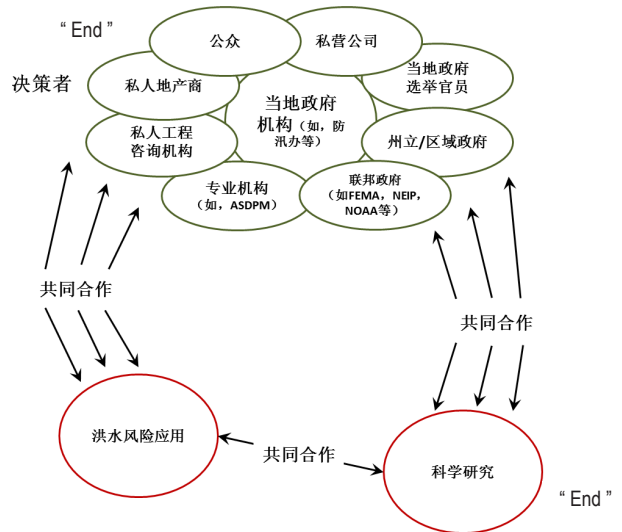 “ End ”
公众
私营公司
决策者
私人地产商
当地政府
选举官员
当地政府
机构（如，防
汛办等）
私人工程
咨询机构
州立/区域政府
专业机构
（如，ASDPM）
联邦政府
（如FEMA，NEIP，
NOAA等）
共同合作
共同合作
洪水风险应用
共同合作
科学研究
“ End ”